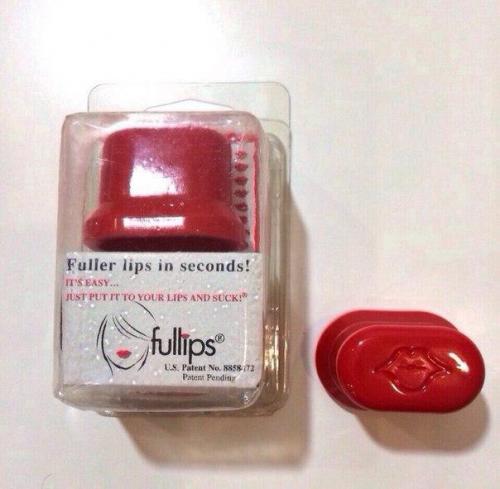 Fuller lips in seconds!
IT'S EASY...
JUST PUT IT TO YOUR LIPS AND SUCK!®
fullips®
U.S. Patent No. 8858472
Patent Pending